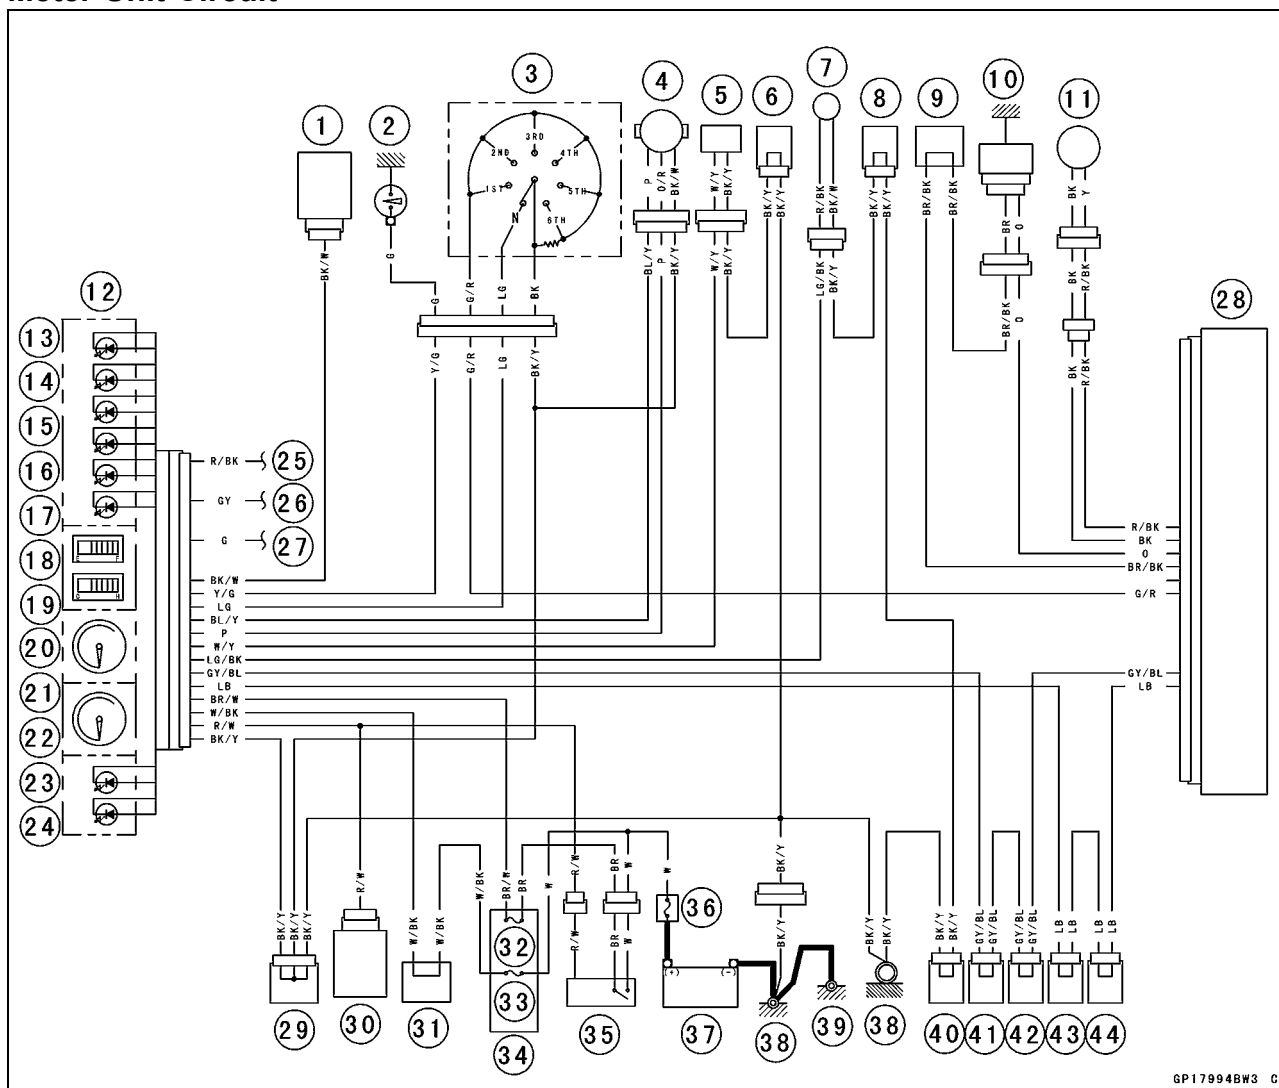 Meter Unit Circuit
1
2
3
4
5
6
7
8
9
10
11
12
13
14
15
16
17
18
19
20
21
22
23
24
25
26
27
28
29
30
31
32
33
34
35
36
37
38
39
38
40
41
42
43
44
1ST
2ND
3RD
4TH
5TH
6TH
N
BK/W
G
G
G/R
LG
BK
Y/G
G/R
LG
BK/Y
P
O/R
BK/W
BL/Y
P
BK/Y
W/Y
BK/Y
W/Y
BK/Y
BK/Y
BK/Y
R/BK
BK/W
LG/BK
BK/Y
BK/Y
BK/Y
BR/BK
BR/BK
BR
O
BR/BK
O
BK
Y
BK
R/BK
BK
R/BK
R/BK
GY
G
BK/W
Y/G
LG
BL/Y
P
W/Y
LG/BK
GY/BL
LB
BR/W
W/BK
R/W
BK/Y
E F
C H
R/BK
BK
O
BR/BK
G/R
GY/BL
LB
BK/Y
BK/Y
BK/Y
R/W
W/BK
W/BK
W/BK
BR/W
BR
W
R/W
BR
W
R/W
BR
W
W
(+)
(-)
BK/Y
BK/Y
BK/Y
BK/Y
BK/Y
BK/Y
GY/BL
GY/BL
GY/BL
GY/BL
LB
LB
LB
LB
GP17994BW3 C